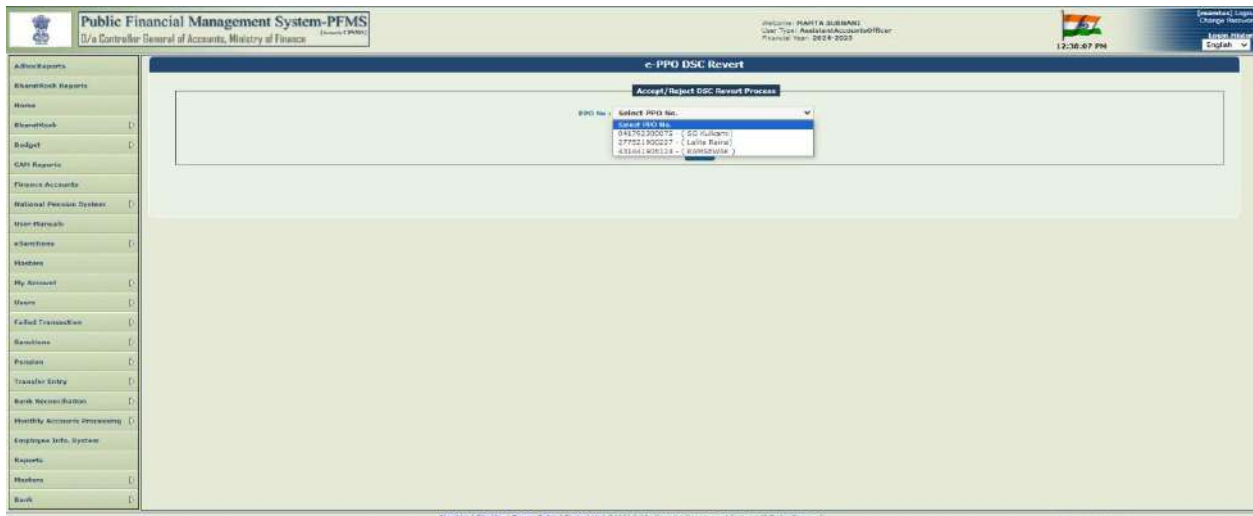 Public Financial Management System-PFMS
O/o Controller General of Accounts, Ministry of Finance
Welcome: MAMTA
User Type: AssistantAccountsOfficer
Financial Year: 2024-2025
12:38:07 PM
English
AdhocReports
BharatKosh Reports
Home
BharatKosh
Budget
CAM Reports
Finance Accounts
National Pension System
User Manuals
eSanctions
Masters
My Account
Users
Failed Transaction
Sanctions
Pension
Transfer Entry
Bank Reconciliation
Monthly Accounts Processing
Employee Info. System
Reports
Masters
Bank
e-PPO DSC Revert
Accept/Reject DSC Revert Process
PPO No : Select PPO No.
Select PPO No.
( SG Kulkarni)